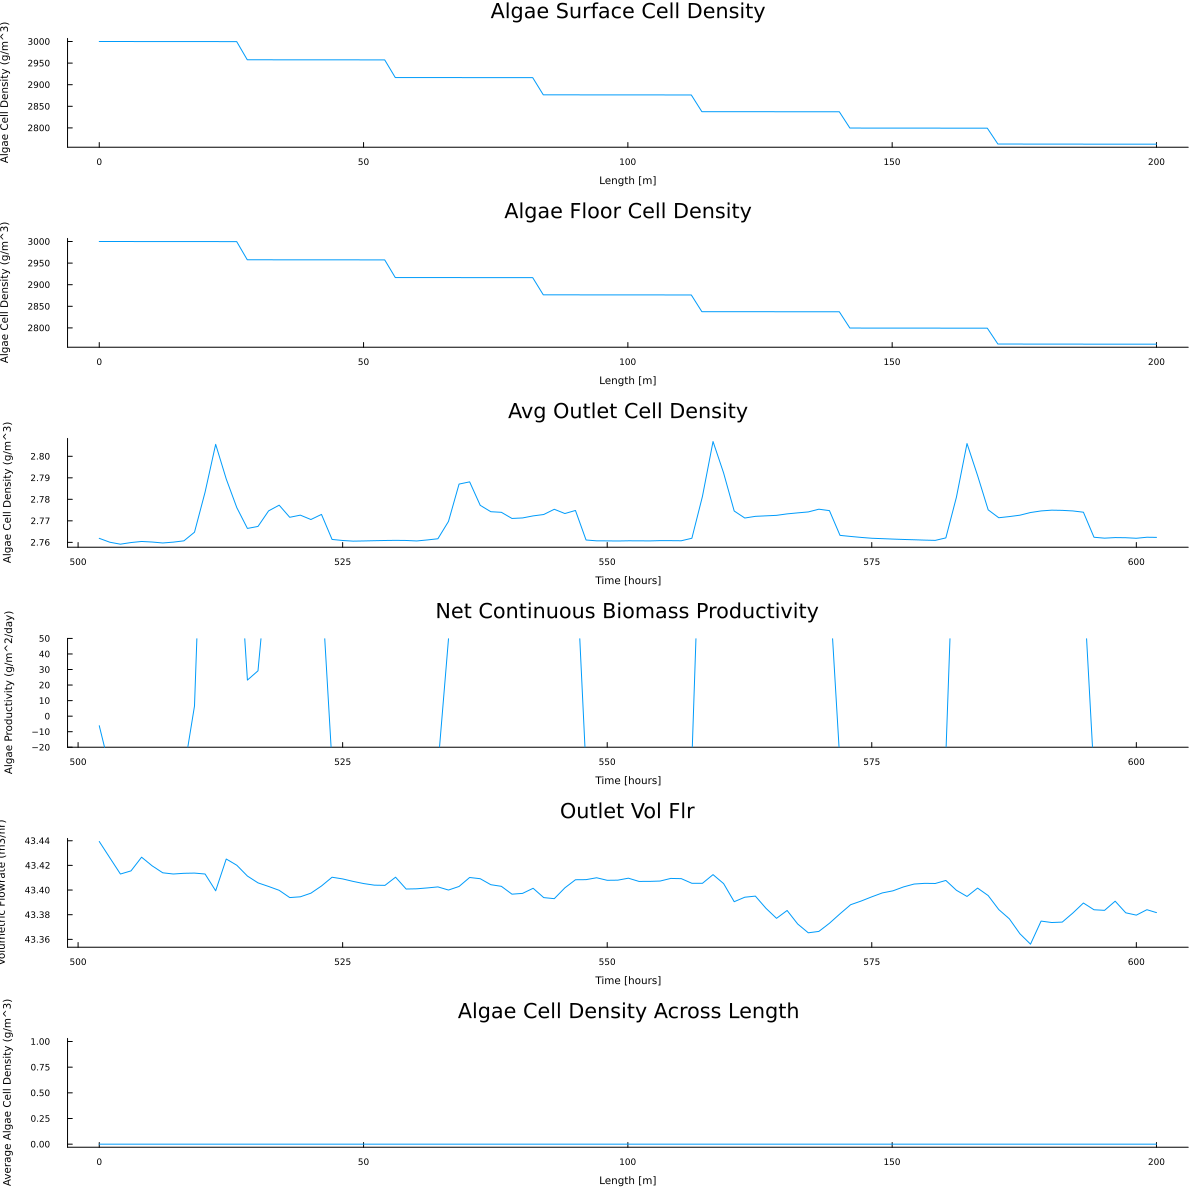 Algae Surface Cell Density
Algae Cell Density (g/m^3)
3000
2950
2900
2850
2800
0 50 100 150 200
Length [m]
Algae Floor Cell Density
Algae Cell Density (g/m^3)
3000
2950
2900
2850
2800
0 50 100 150 200
Length [m]
Avg Outlet Cell Density
Algae Cell Density (g/m^3)
2.80
2.79
2.78
2.77
2.76
500 525 550 575 600
Time [hours]
Net Continuous Biomass Productivity
Algae Productivity (g/m^2/day)
50
40
30
20
10
0
−10
−20
500 525 550 575 600
Time [hours]
Outlet Vol Flr
Volumetric Flowrate (m3/hr)
43.44
43.42
43.40
43.38
43.36
500 525 550 575 600
Time [hours]
Algae Cell Density Across Length
Average Algae Cell Density (g/m^3)
1.00
0.75
0.50
0.25
0.00
0 50 100 150 200
Length [m]